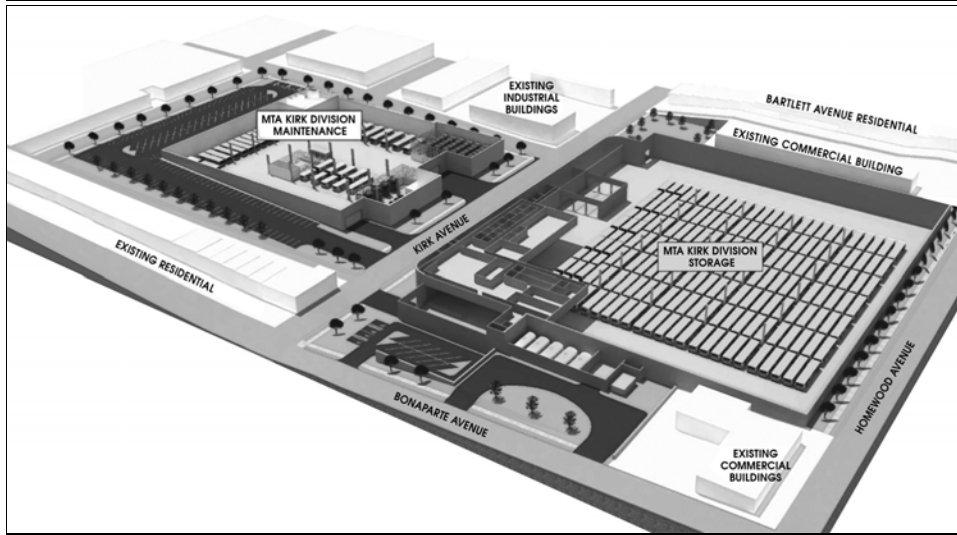 EXISTING
INDUSTRIAL
BUILDINGS
BARTLETT AVENUE RESIDENTIAL
MTA KIRK DIVISION
MAINTENANCE
EXISTING COMMERCIAL BUILDING
KIRK AVENUE
EXISTING RESIDENTIAL
MTA KIRK DIVISION
STORAGE
HOMEWOOD AVENUE
BONAPARTE AVENUE
EXISTING
COMMERCIAL
BUILDINGS